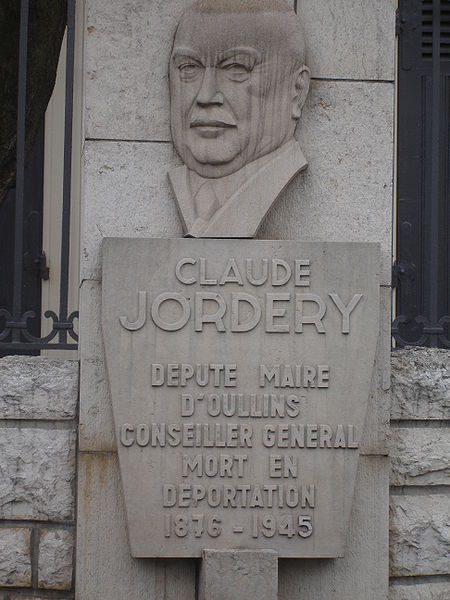 CLAUDE
JORDERY
DEPUTE MAIRE
D'OULLINS
CONSEILLER GENERAL
MORT EN
DEPORTATION
1876-1945